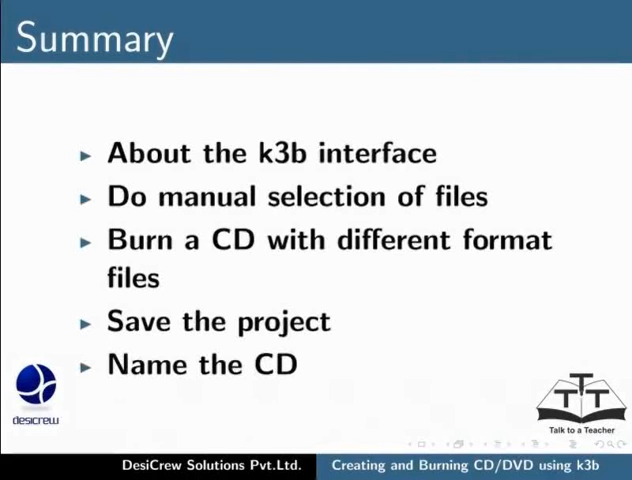 Summary
About the k3b interface
Do manual selection of files
Burn a CD with different format
files
Save the project
Name the CD
desicrew
TTT
Talk to a Teacher
DesiCrew Solutions Pvt.Ltd.
Creating and Burning CD/DVD using k3b